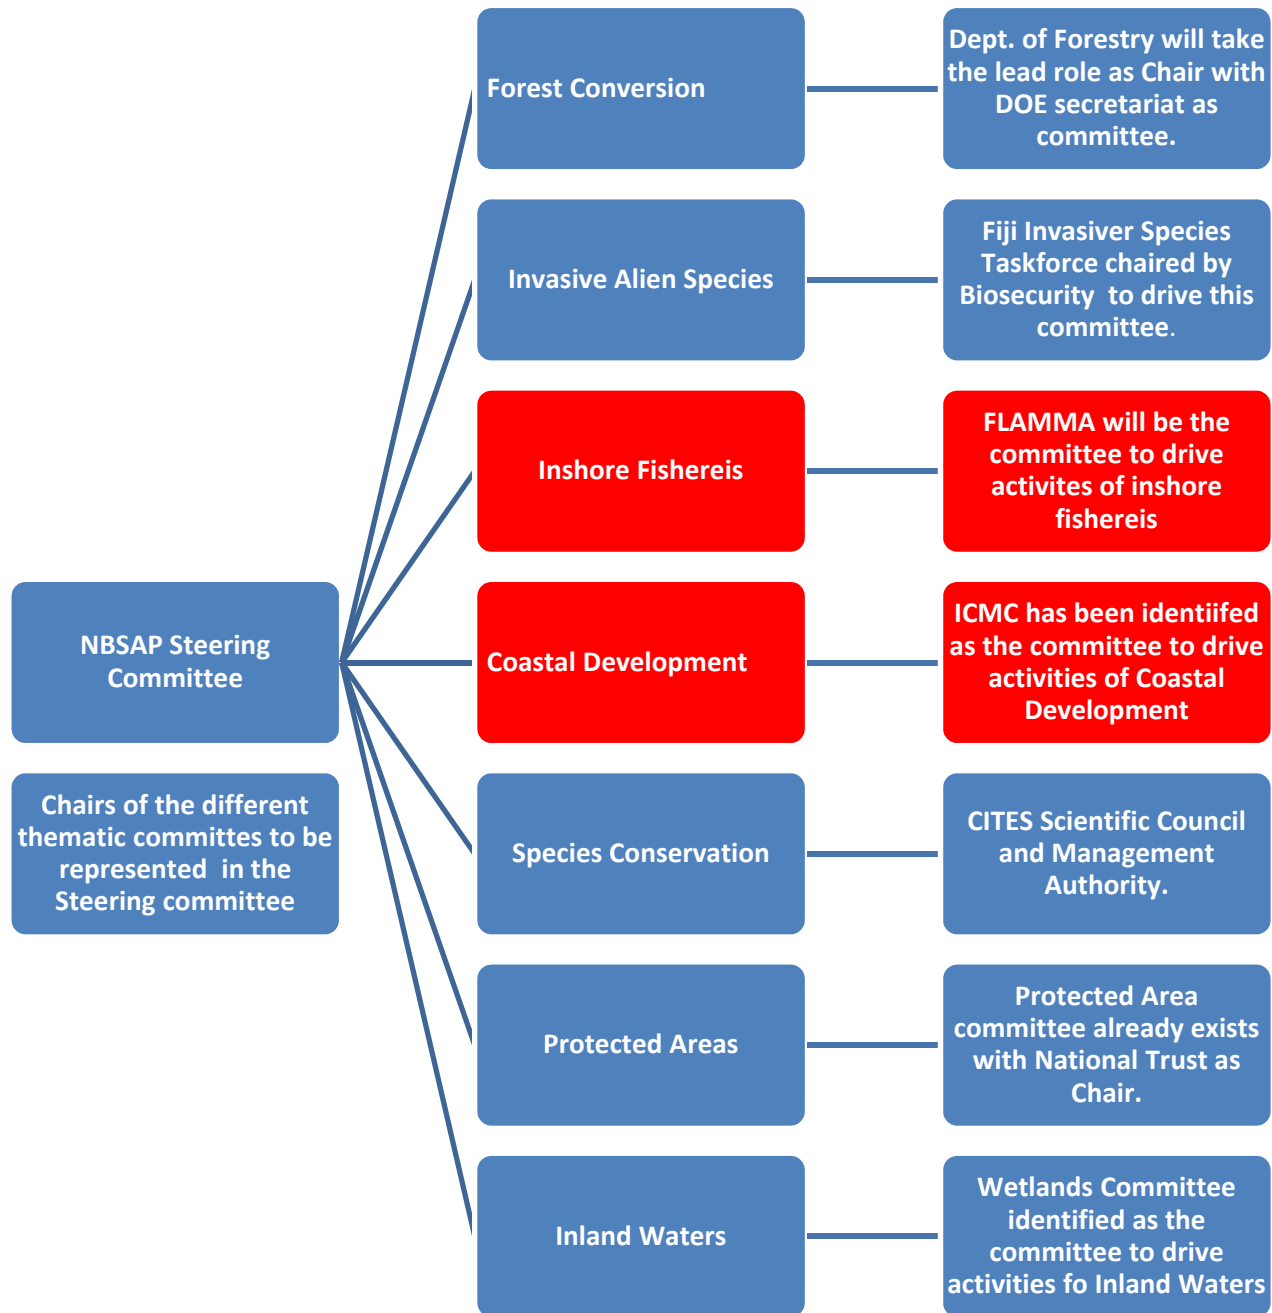 Forest Conversion
Dept. of Forestry will take
the lead role as Chair with
DOE secretariat as
committee.
Invasive Alien Species
Fiji Invasiver Species
Taskforce chaired by
Biosecurity  to drive this
committee.
Inshore Fishereis
FLAMMA will be the
committee to drive
activites of inshore
fishereis
NBSAP Steering
Committee
Coastal Development
ICMC has been identiifed
as the committee to drive
activities of Coastal
Development
Chairs of the different
thematic committes to be
represented  in the
Steering committee
Species Conservation
CITES Scientific Council
and Management
Authority.
Protected Areas
Protected Area
committee already exists
with National Trust as
Chair.
Inland Waters
Wetlands Committee
identified as the
committee to drive
activities fo Inland Waters